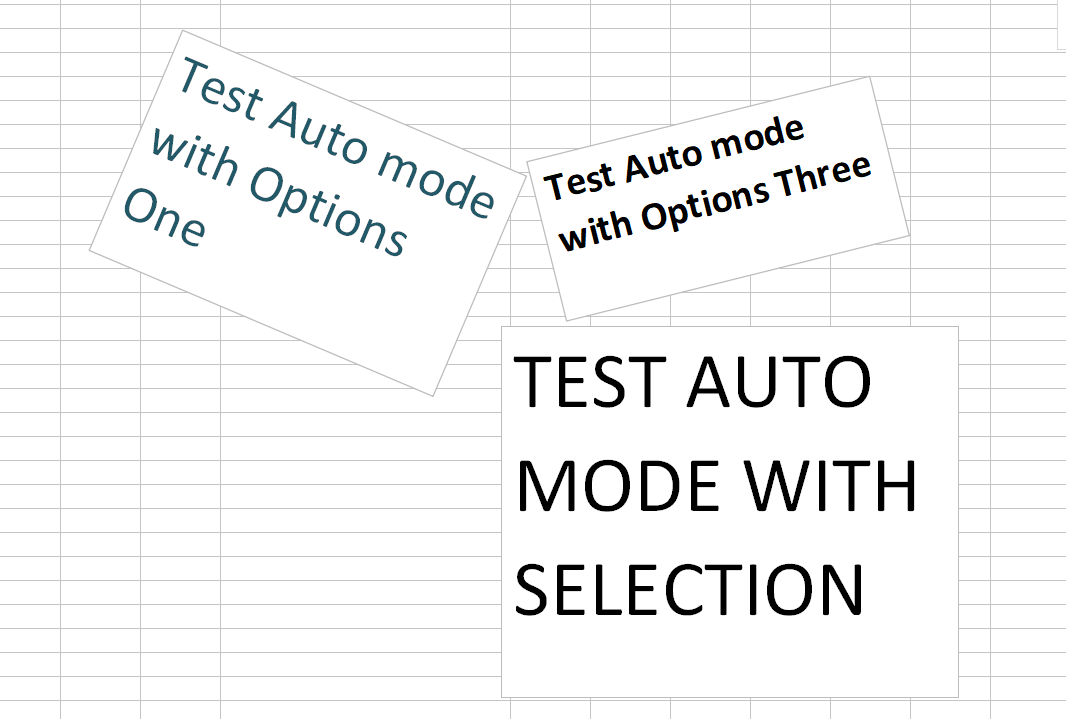 Test Auto mode
with Options
One
Test Auto mode
with Options Three
TEST AUTO
MODE WITH
SELECTION